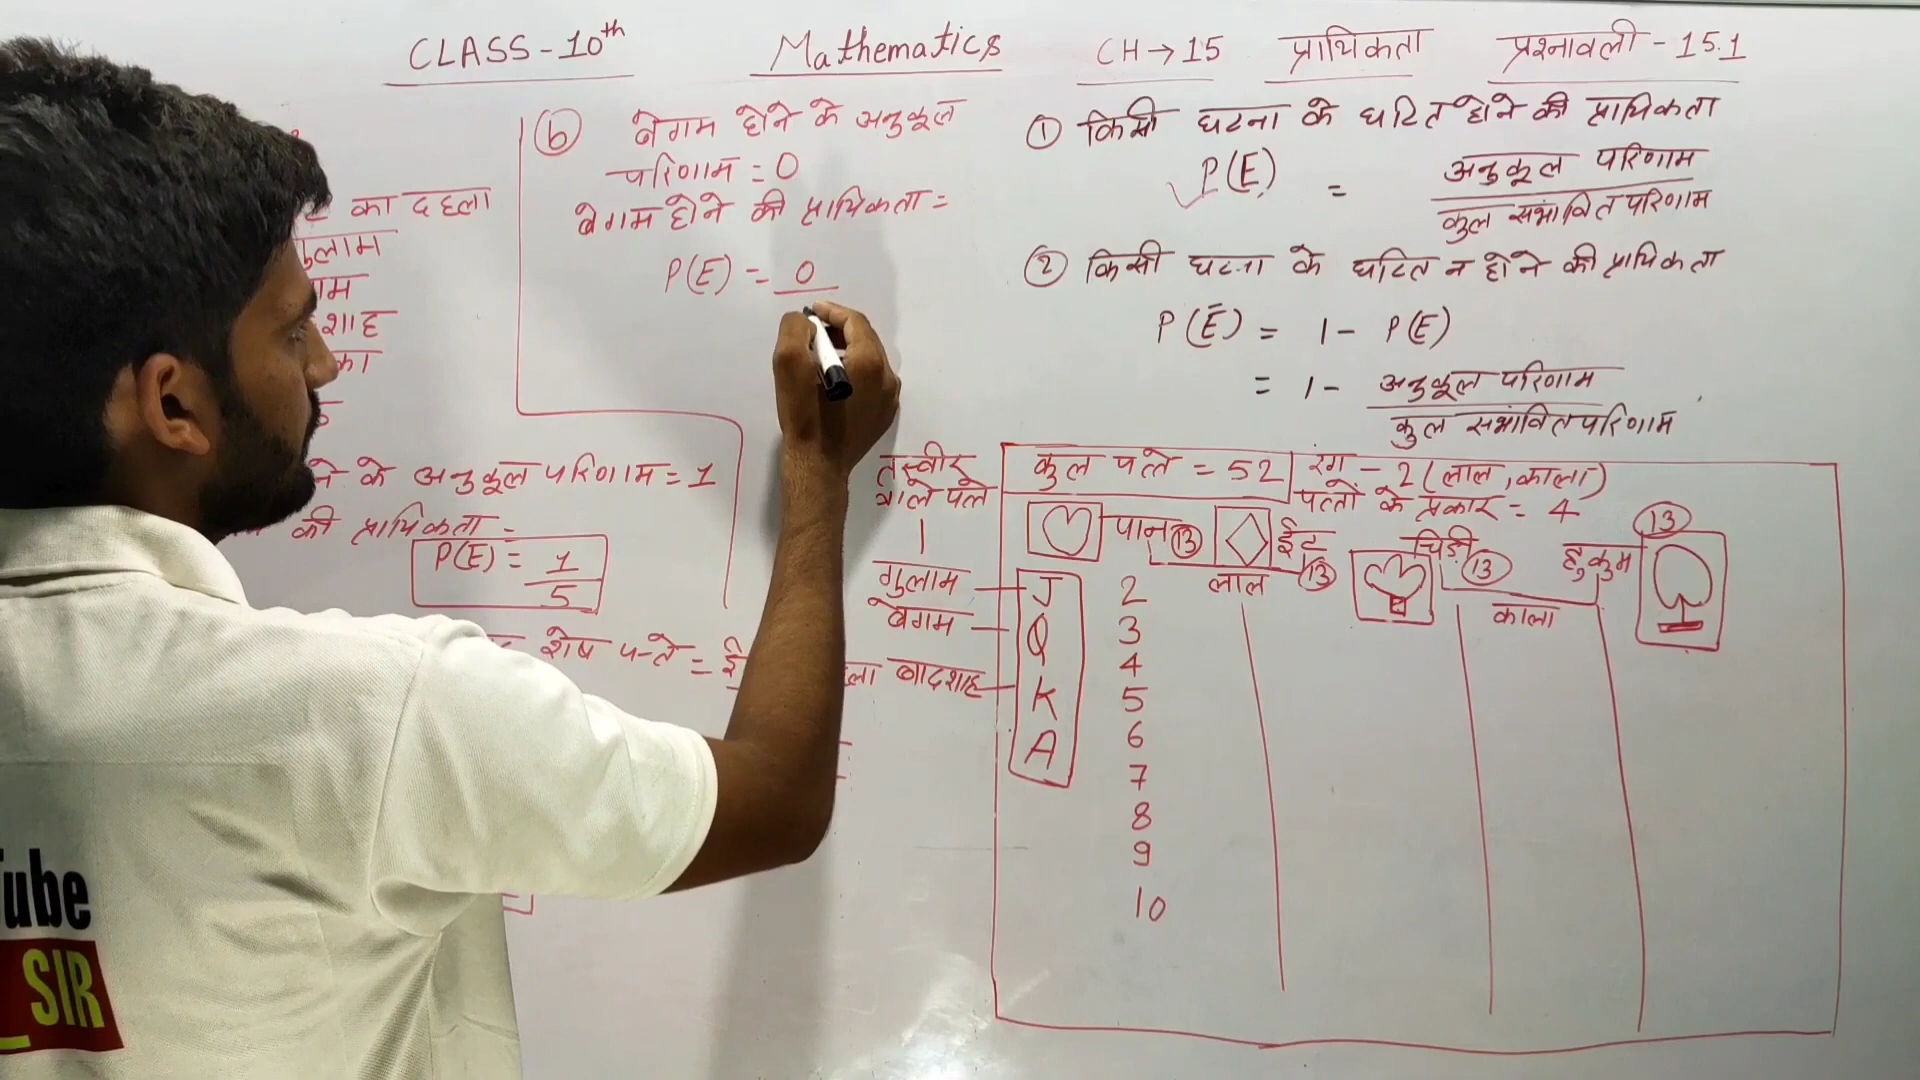 CLASS-10th Mathematics CH→15 प्रायिकता प्रश्नावली-15.1
का दहला
गुलाम
शाह
ने के अनुकूल परिणाम = 1
की प्रायिकता =
P(E) = 1/5
शेष पत्ते =
(b) बेगम होने के अनुकूल
परिणाम = 0
बेगम होने की प्रायिकता =
P(E) = 0
① किसी घटना के घटित होने की प्रायिकता
P(E) = अनुकूल परिणाम
कुल संभावित परिणाम
② किसी घटना के घटित न होने की प्रायिकता
P(Ē) = 1 - P(E)
= 1 - अनुकूल परिणाम
कुल संभावित परिणाम
तस्वीर
वाले पत्ते
गुलाम
बेगम
बादशाह
कुल पत्ते = 52
रंग - 2 (लाल, काला)
पत्तों के प्रकार = 4
पान 13 ईंट 13 चिड़ी 13 हुकुम 13
लाल काला
J 2
Q 3
4
K 5
A 6
7
8
9
10
Tube
SIR